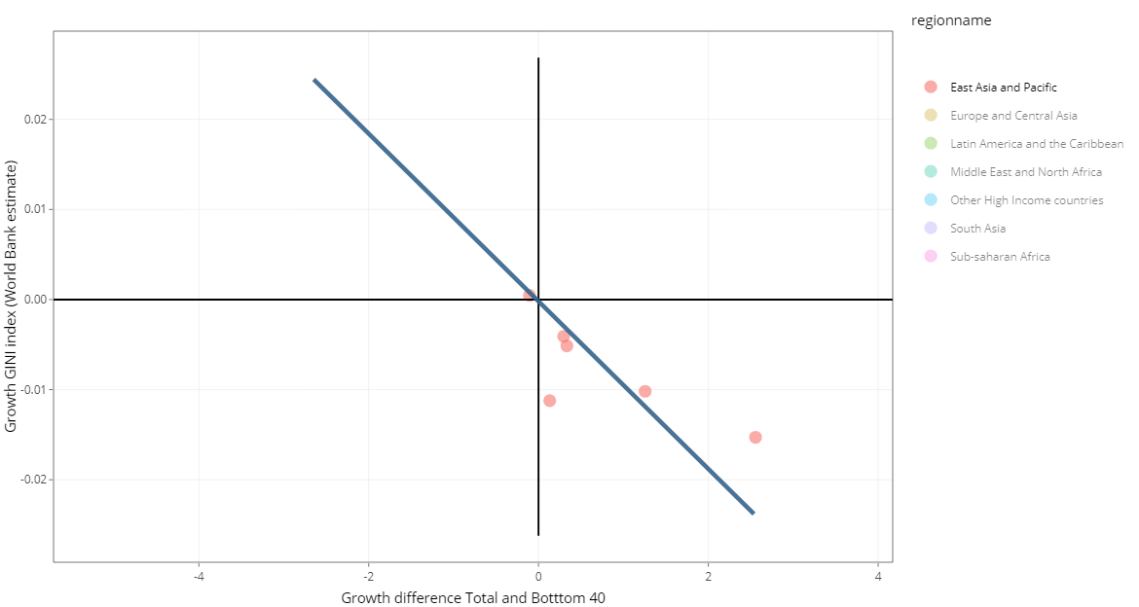 regionname
East Asia and Pacific
Europe and Central Asia
Latin America and the Caribbean
Middle East and North Africa
Other High Income countries
South Asia
Sub-saharan Africa
Growth GINI index (World Bank estimate)
0.02
0.01
0.00
-0.01
-0.02
-4 -2 0 2 4
Growth difference Total and Botttom 40